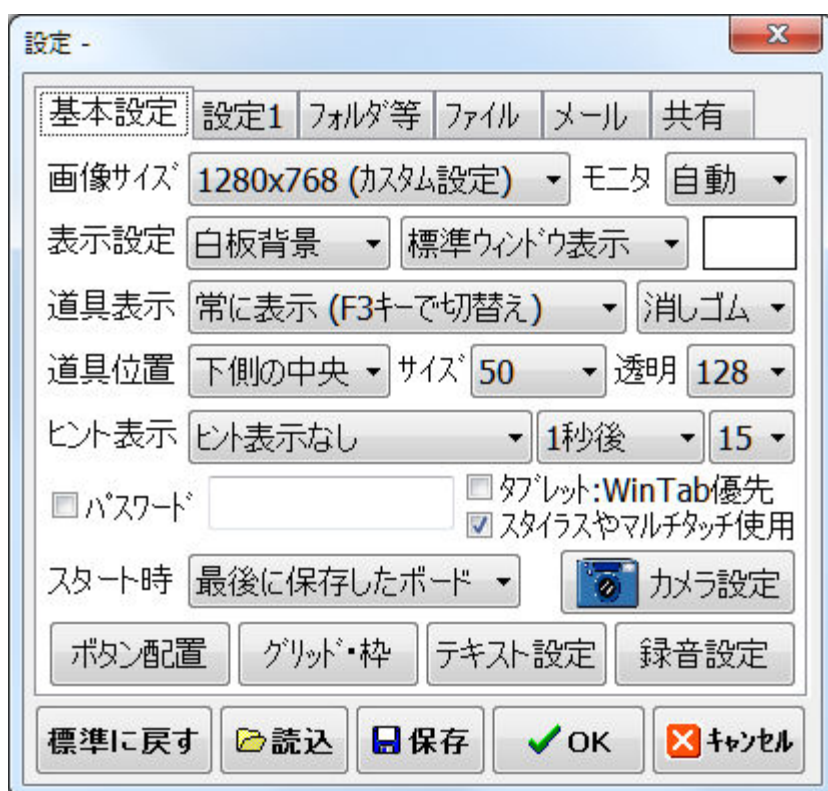 設定 -
基本設定 設定1 フォルダ等 ファイル メール 共有
画像サイズ 1280x768 (カスタム設定) モニタ 自動
表示設定 白板背景 標準ウィンドウ表示
道具表示 常に表示 (F3キーで切替え) 消しゴム
道具位置 下側の中央 サイズ 50 透明 128
ヒント表示 ヒント表示なし 1秒後 15
パスワード タブレット:WinTab優先
スタイラスやマルチタッチ使用
スタート時 最後に保存したボード カメラ設定
ボタン配置 グリッド・枠 テキスト設定 録音設定
標準に戻す 読込 保存 OK キャンセル